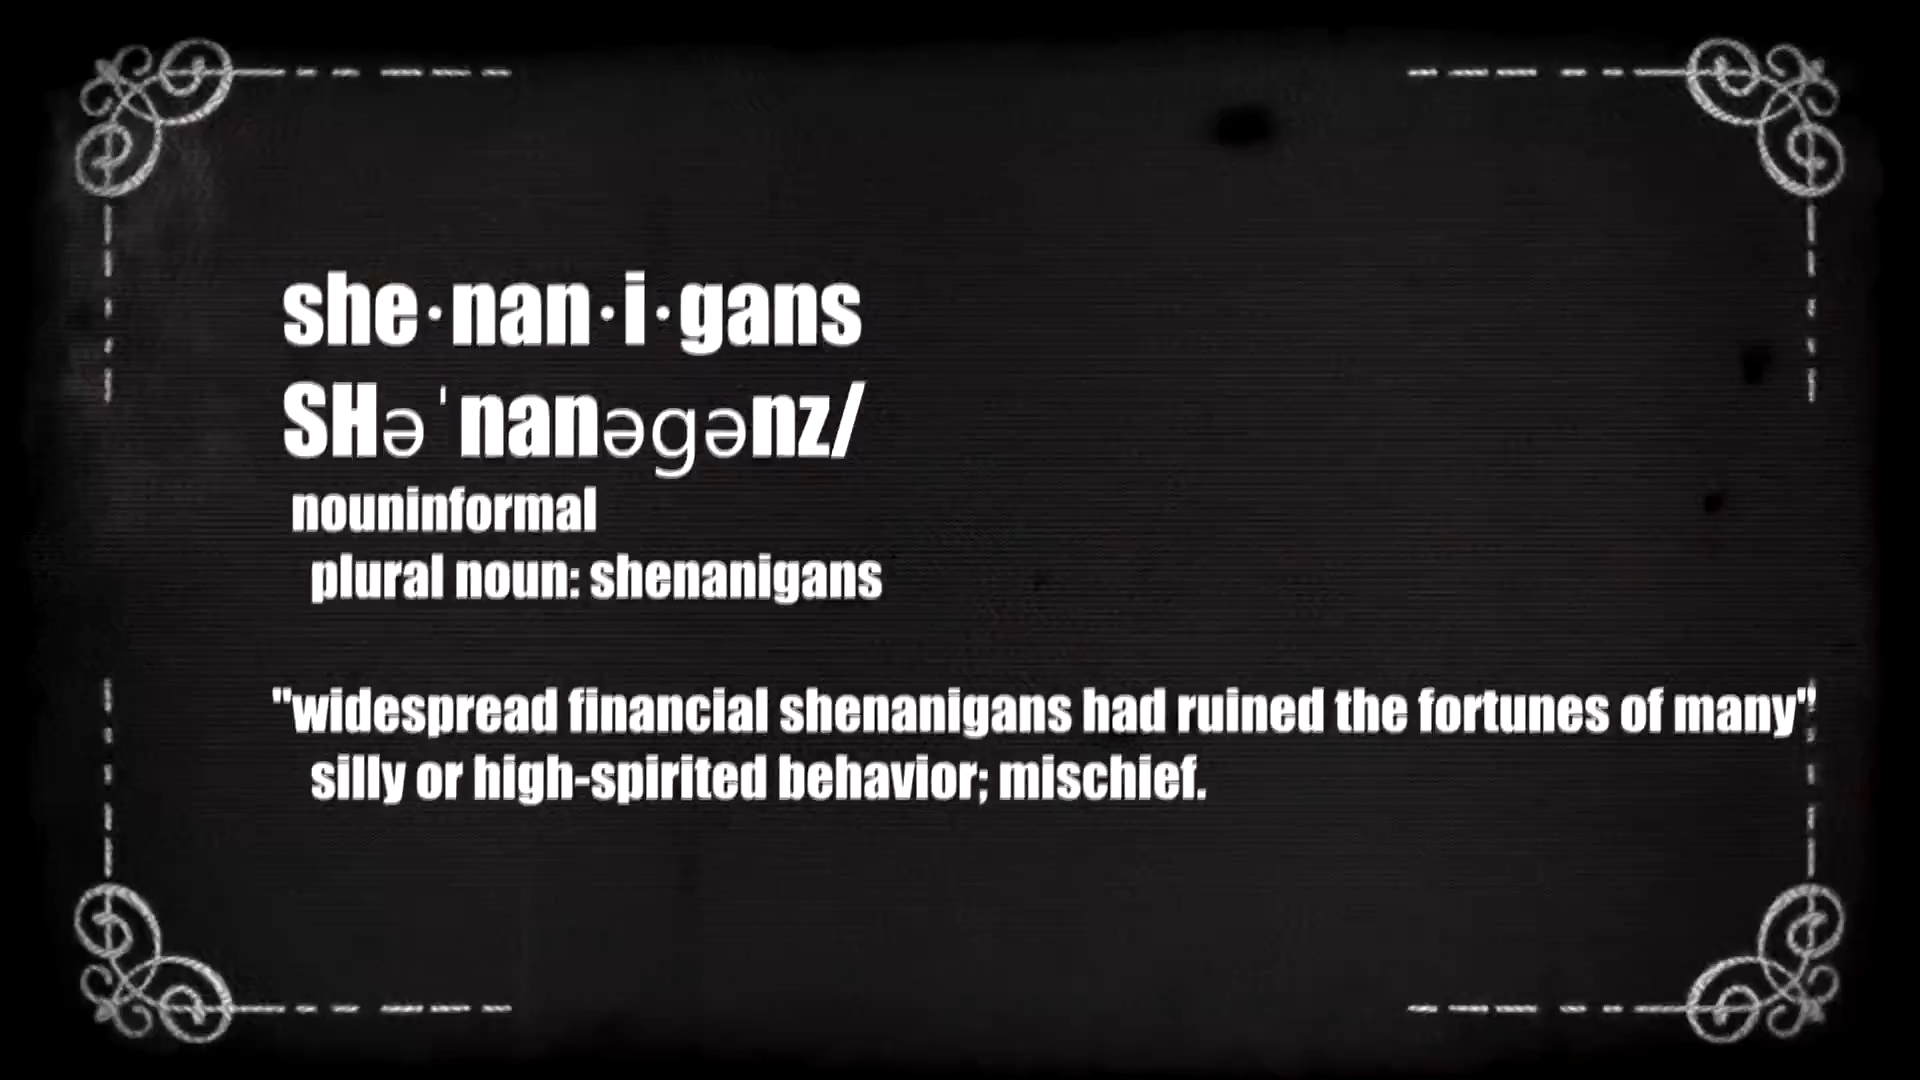 she·nan·i·gans
SHəˈnanəgənz/
nouninformal
plural noun: shenanigans
"widespread financial shenanigans had ruined the fortunes of many"
silly or high-spirited behavior; mischief.